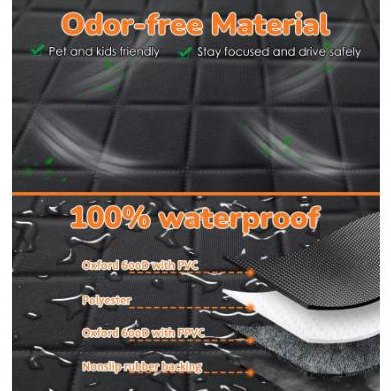 Odor-free Material
Pet and kids friendly
Stay focused and drive safely
100% waterproof
Oxford 600D with PVC
Polyester
Oxford 600D with PPVC
Nonslip rubber backing